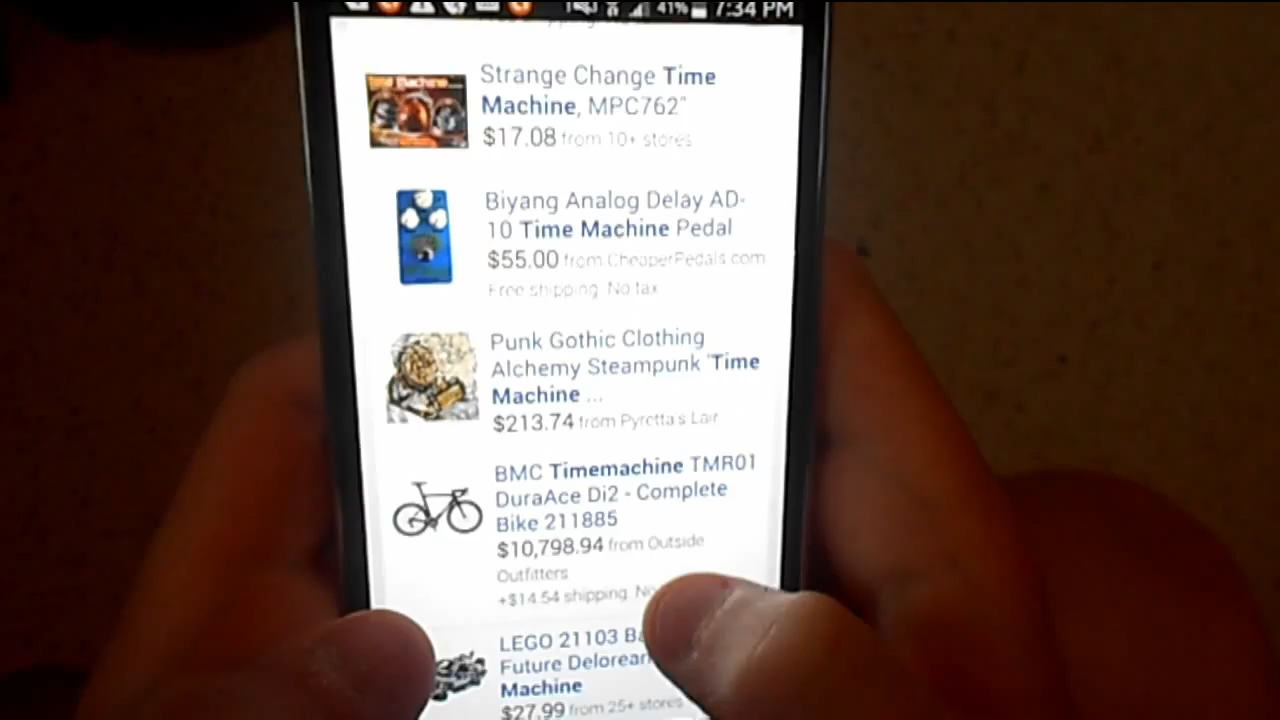 41% 7:34 PM
Strange Change Time
Machine, MPC762"
$17.08 from 10+ stores
Biyang Analog Delay AD-
10 Time Machine Pedal
$55.00 from CheaperPedals.com
Free shipping. No tax
Punk Gothic Clothing
Alchemy Steampunk 'Time
Machine ...
$213.74 from Pyretta's Lair
BMC Timemachine TMR01
DuraAce Di2 - Complete
Bike 211885
$10,798.94 from Outside
Outfitters
+$14.54 shipping. No
LEGO 21103 Ba
Future Delorean
Machine
$27.99 from 25+ stores